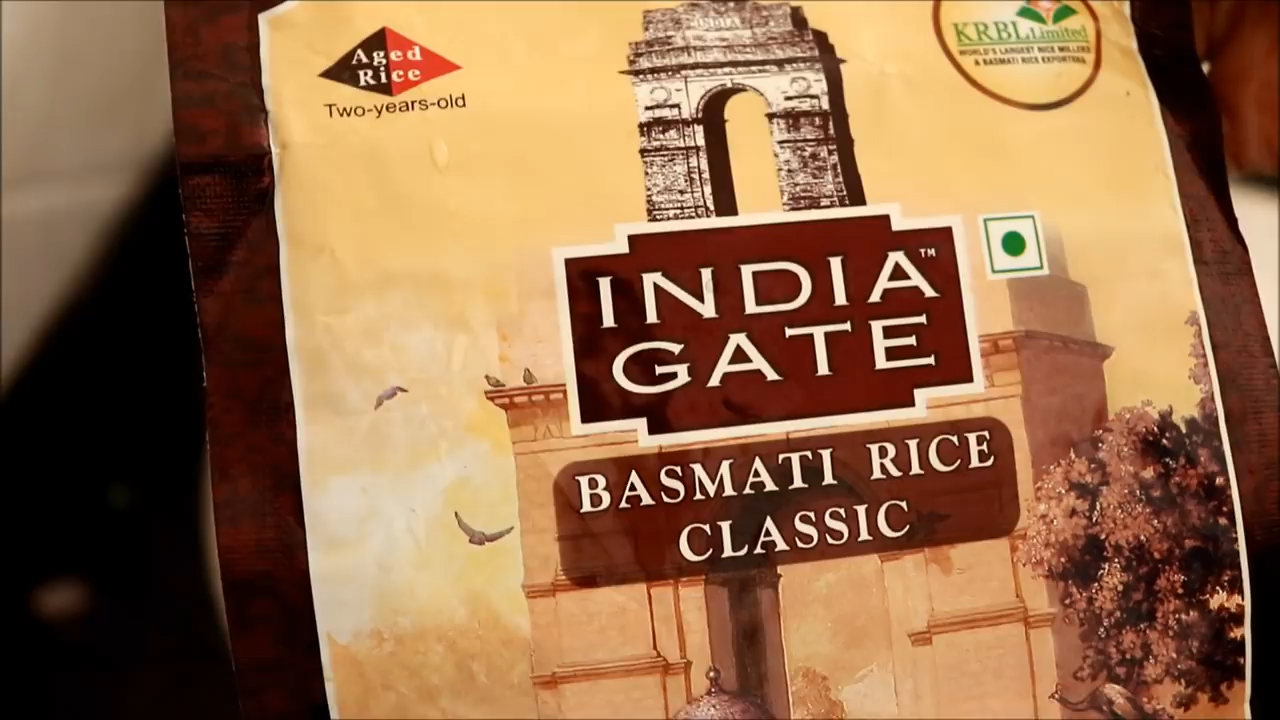 Aged
Rice
Two-years-old
INDIA
KRBL Limited
WORLD'S LARGEST RICE MILLERS
& BASMATI RICE EXPORTERS
INDIA™
GATE
BASMATI RICE
CLASSIC